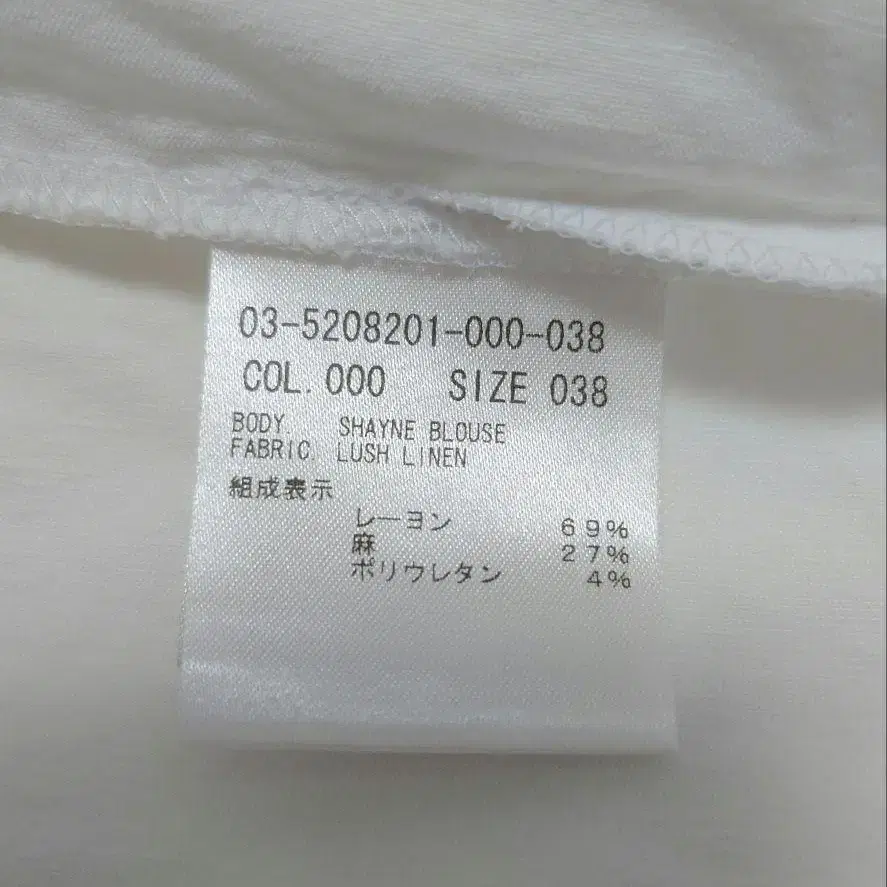 03-5208201-000-038
COL. 000 SIZE 038
BODY. SHAYNE BLOUSE
FABRIC. LUSH LINEN
組成表示
レーヨン 69%
麻 27%
ポリウレタン 4%